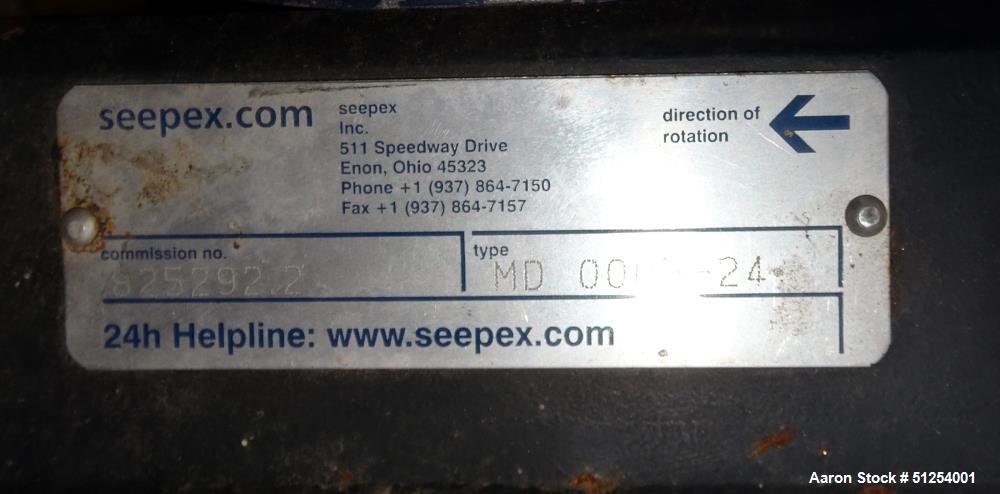 seepex.com
seepex
Inc.
511 Speedway Drive
Enon, Ohio 45323
Phone +1 (937) 864-7150
Fax +1 (937) 864-7157
direction of
rotation
commission no.
type
MD
24h Helpline: www.seepex.com
Aaron Stock # 51254001